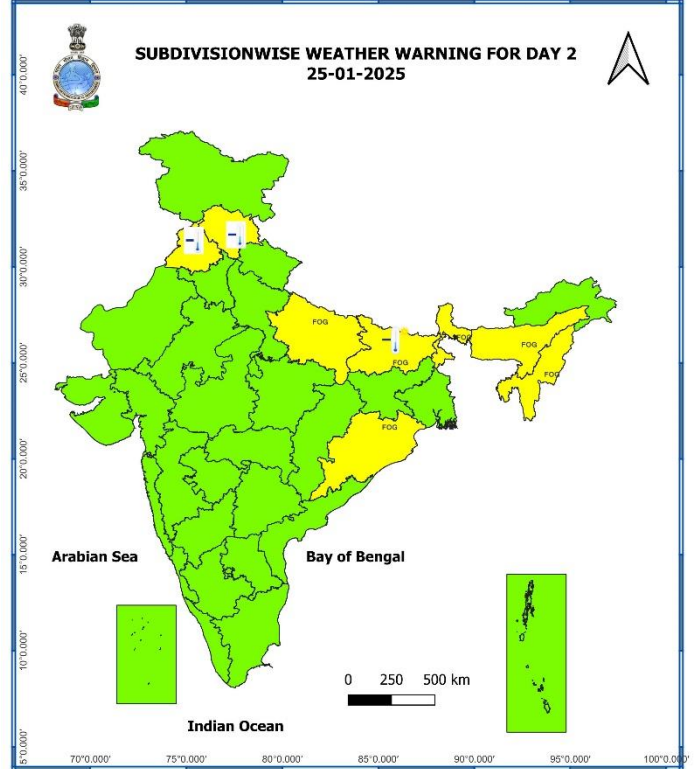 SUBDIVISIONWISE WEATHER WARNING FOR DAY 2
25-01-2025
40°0.000'
35°0.000'
30°0.000'
25°0.000'
20°0.000'
15°0.000'
10°0.000'
5°0.000'
FOG
FOG
FOG
FOG
FOG
FOG
Arabian Sea
Bay of Bengal
0 250 500 km
Indian Ocean
70°0.000' 75°0.000' 80°0.000' 85°0.000' 90°0.000' 95°0.000' 100°0.000'